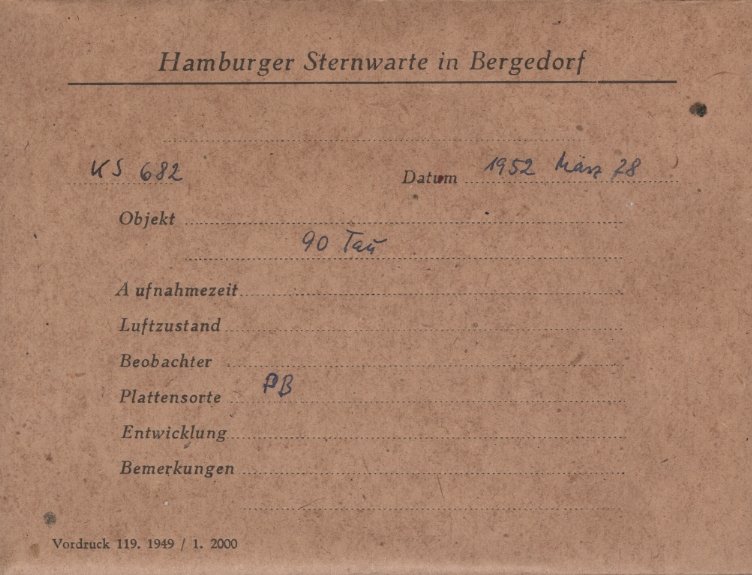 Hamburger Sternwarte in Bergedorf
KS 682 Datum 1952 März 28
Objekt
90 Tau
Aufnahmezeit
Luftzustand
Beobachter
Plattensorte PB
Entwicklung
Bemerkungen
Vordruck 119. 1949 / 1. 2000